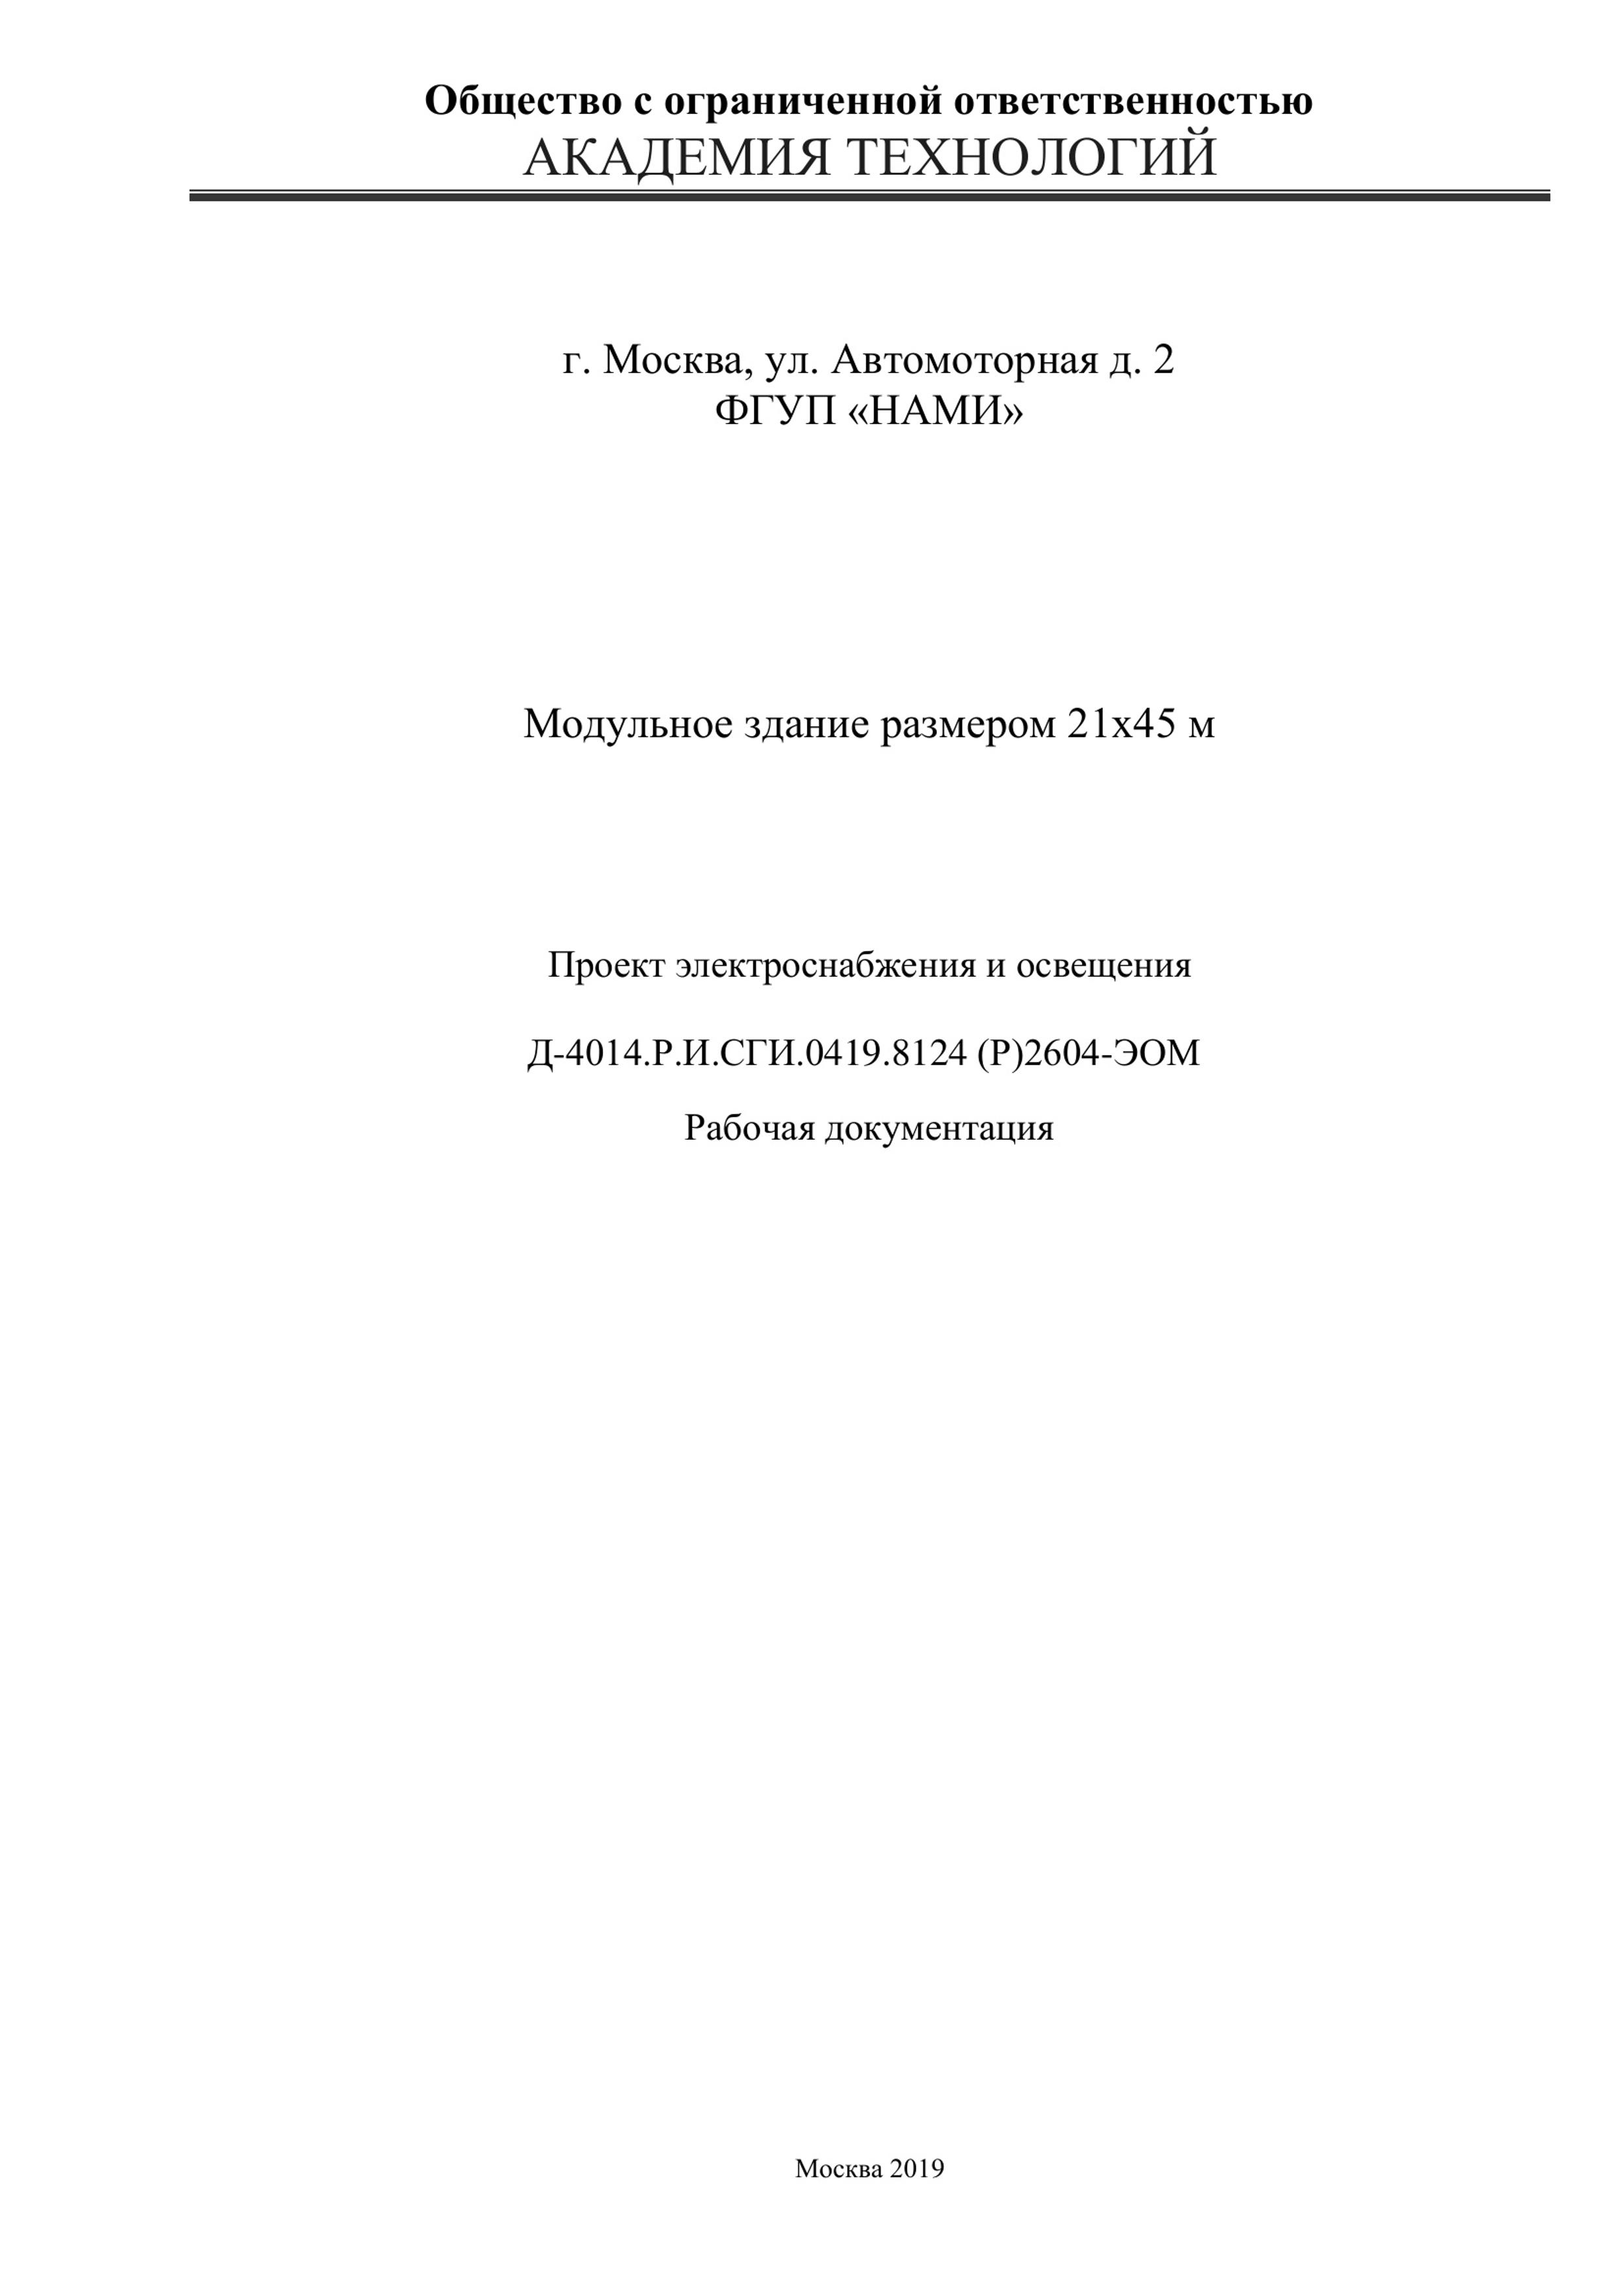 Общество с ограниченной ответственностью
АКАДЕМИЯ ТЕХНОЛОГИЙ
г. Москва, ул. Автомоторная д. 2
ФГУП «НАМИ»
Модульное здание размером 21х45 м
Проект электроснабжения и освещения
Д-4014.Р.И.СГИ.0419.8124 (Р)2604-ЭОМ
Рабочая документация
Москва 2019